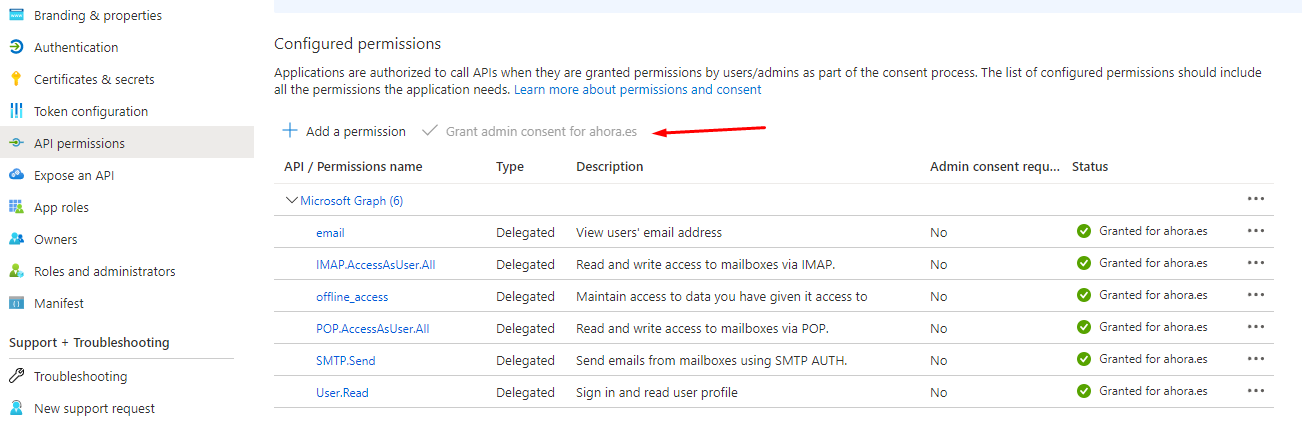 Branding & properties
Authentication
Certificates & secrets
Token configuration
API permissions
Expose an API
App roles
Owners
Roles and administrators
Manifest
Support + Troubleshooting
Troubleshooting
New support request
Configured permissions
Applications are authorized to call APIs when they are granted permissions by users/admins as part of the consent process. The list of configured permissions should include
all the permissions the application needs. Learn more about permissions and consent
Add a permission Grant admin consent for ahora.es
API / Permissions name Type Description Admin consent requ... Status
Microsoft Graph (6)
email Delegated View users' email address No Granted for ahora.es
IMAP.AccessAsUser.All Delegated Read and write access to mailboxes via IMAP. No Granted for ahora.es
offline_access Delegated Maintain access to data you have given it access to No Granted for ahora.es
POP.AccessAsUser.All Delegated Read and write access to mailboxes via POP. No Granted for ahora.es
SMTP.Send Delegated Send emails from mailboxes using SMTP AUTH. No Granted for ahora.es
User.Read Delegated Sign in and read user profile No Granted for ahora.es